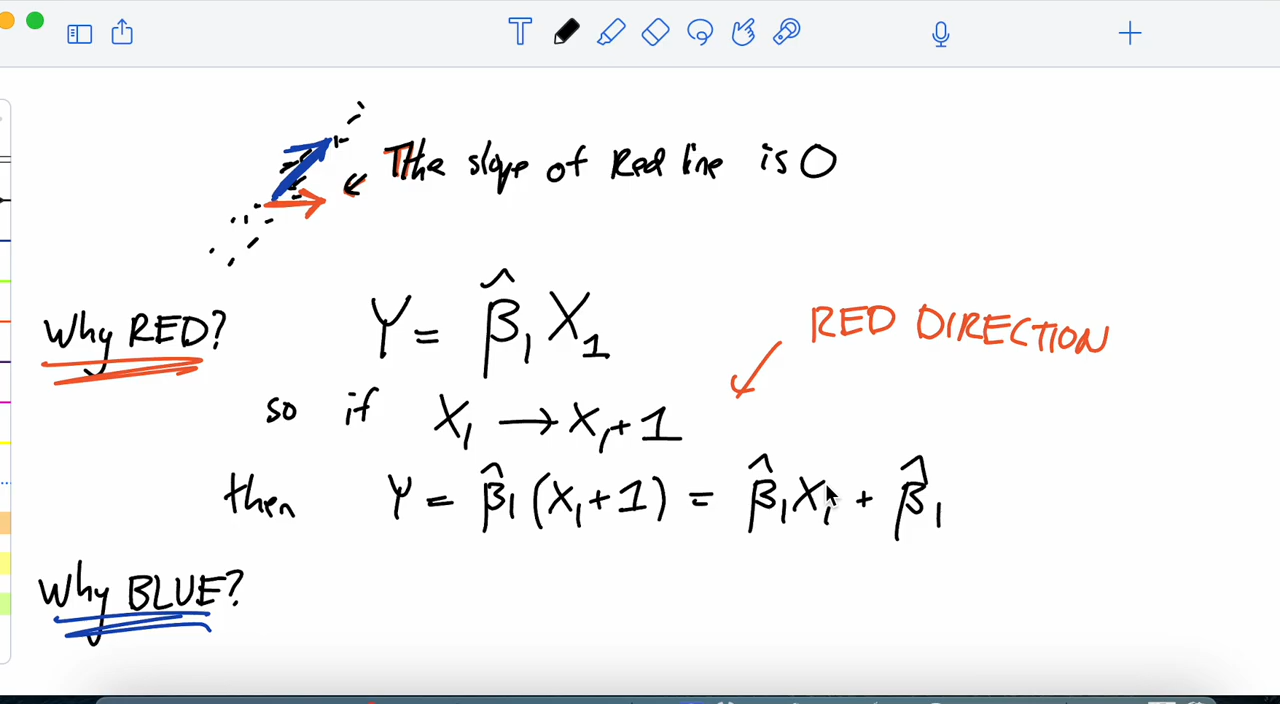 The slope of Red line is 0
Why RED? Y = β̂₁ X₁
RED DIRECTION
so if X₁ → X₁+1
then Y = β̂₁ (X₁+1) = β̂₁X₁ + β̂₁
Why BLUE?